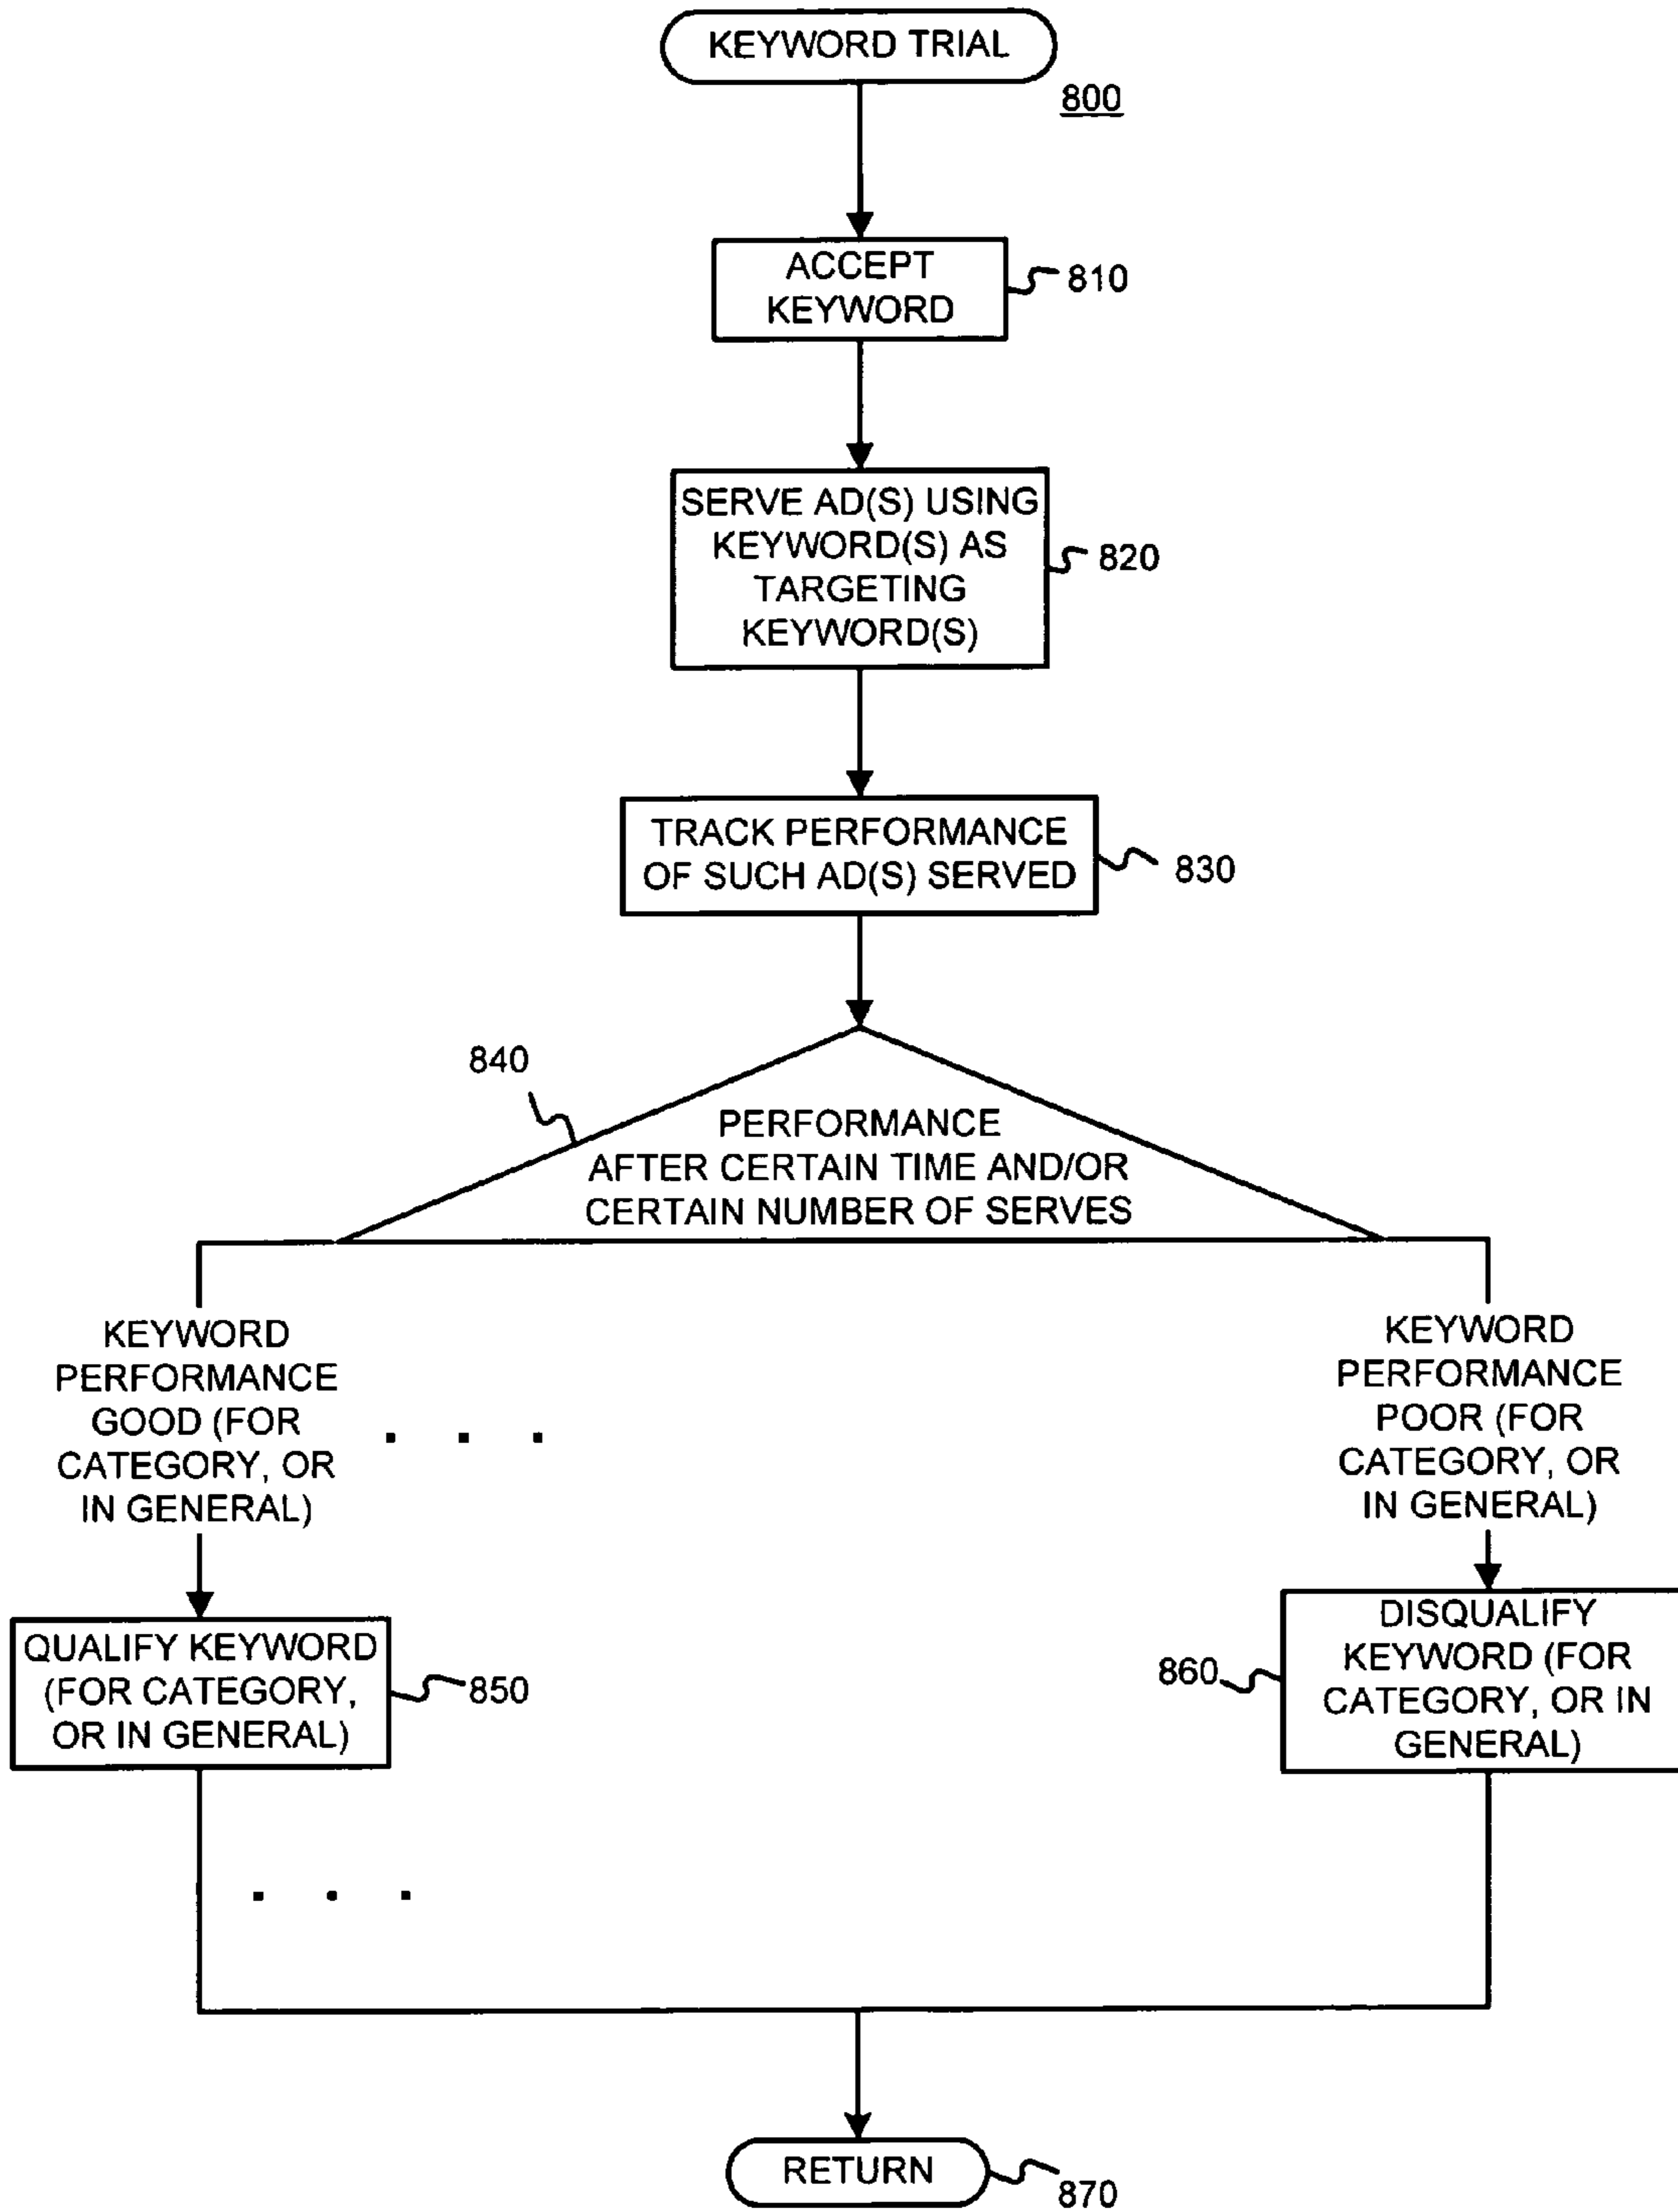 KEYWORD TRIAL
800
ACCEPT
KEYWORD
810
SERVE AD(S) USING
KEYWORD(S) AS
TARGETING
KEYWORD(S)
820
TRACK PERFORMANCE
OF SUCH AD(S) SERVED
830
840
PERFORMANCE
AFTER CERTAIN TIME AND/OR
CERTAIN NUMBER OF SERVES
KEYWORD
PERFORMANCE
GOOD (FOR
CATEGORY, OR
IN GENERAL)
. . .
KEYWORD
PERFORMANCE
POOR (FOR
CATEGORY, OR
IN GENERAL)
QUALIFY KEYWORD
(FOR CATEGORY,
OR IN GENERAL)
850
860
DISQUALIFY
KEYWORD (FOR
CATEGORY, OR IN
GENERAL)
. . .
RETURN
870